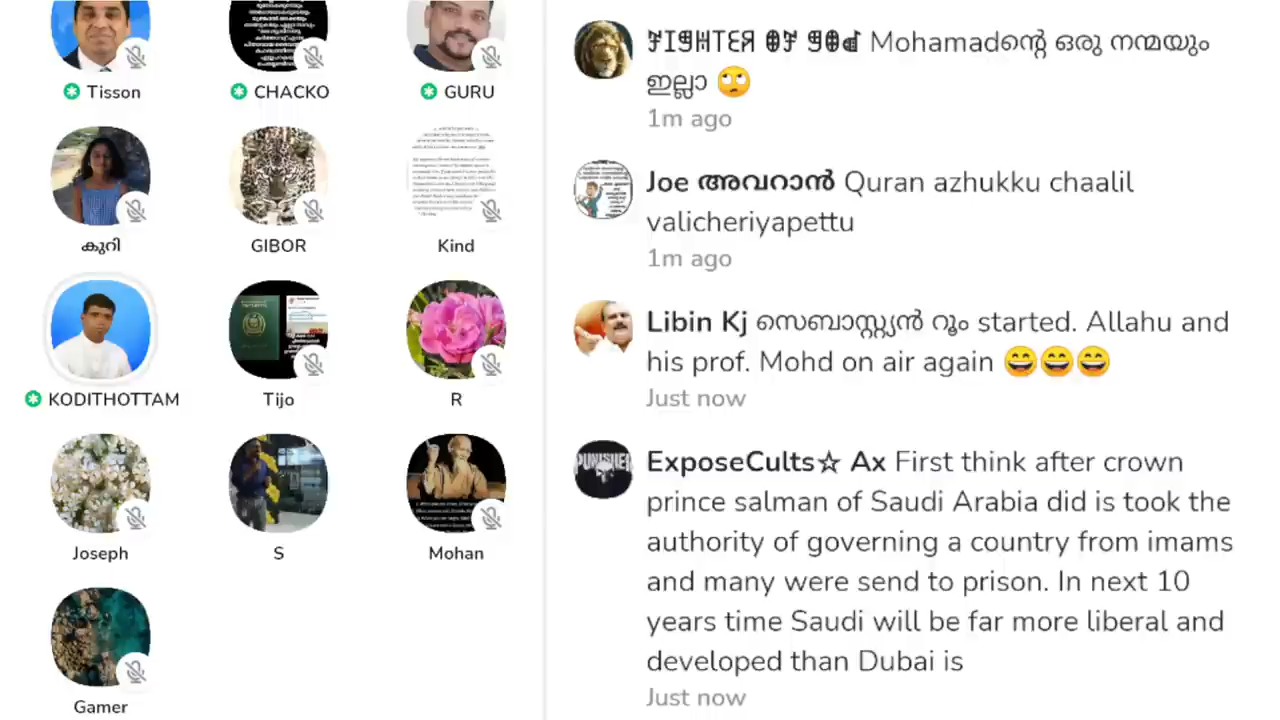 Tisson
CHACKO
GURU
കുറി
GIBOR
Kind
KODITHOTTAM
Tijo
R
Joseph
S
Mohan
Gamer
Mohamadന്റെ ഒരു നന്മയും
ഇല്ലാ 🙄
1m ago
Joe അവറാൻ Quran azhukku chaalil
valicheriyapettu
1m ago
Libin Kj സെബാസ്റ്റ്യൻ റൂം started. Allahu and
his prof. Mohd on air again 😄😄😄
Just now
PUNISHER
ExposeCults☆ Ax First think after crown
prince salman of Saudi Arabia did is took the
authority of governing a country from imams
and many were send to prison. In next 10
years time Saudi will be far more liberal and
developed than Dubai is
Just now